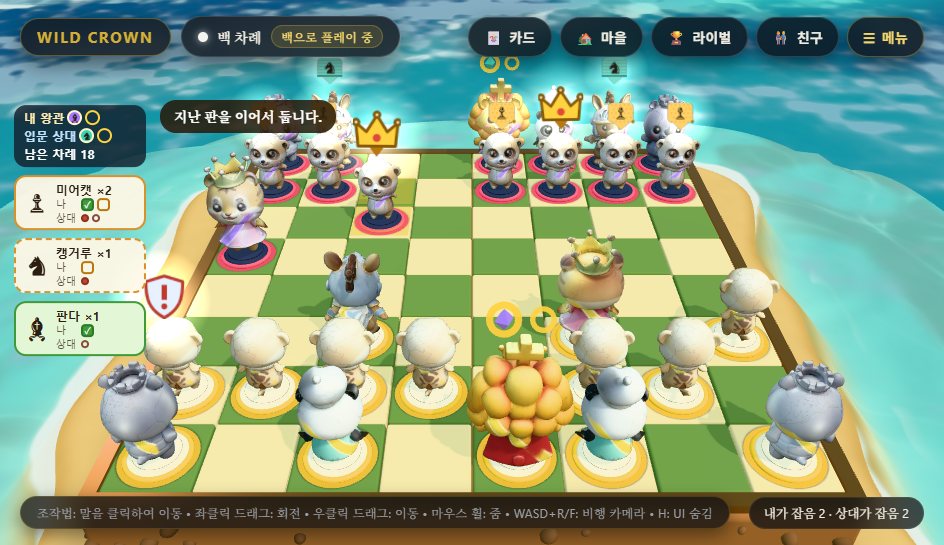 WILD CROWN
백 차례
백으로 플레이 중
카드
마을
라이벌
친구
메뉴
지난 판을 이어서 둡니다.
내 왕관
입문 상대
남은 차례 18
미어캣 ×2
나
상대
캥거루 ×1
나
상대
판다 ×1
나
상대
조작법: 말을 클릭하여 이동 • 좌클릭 드래그: 회전 • 우클릭 드래그: 이동 • 마우스 휠: 줌 • WASD+R/F: 비행 카메라 • H: UI 숨김
내가 잡음 2 · 상대가 잡음 2